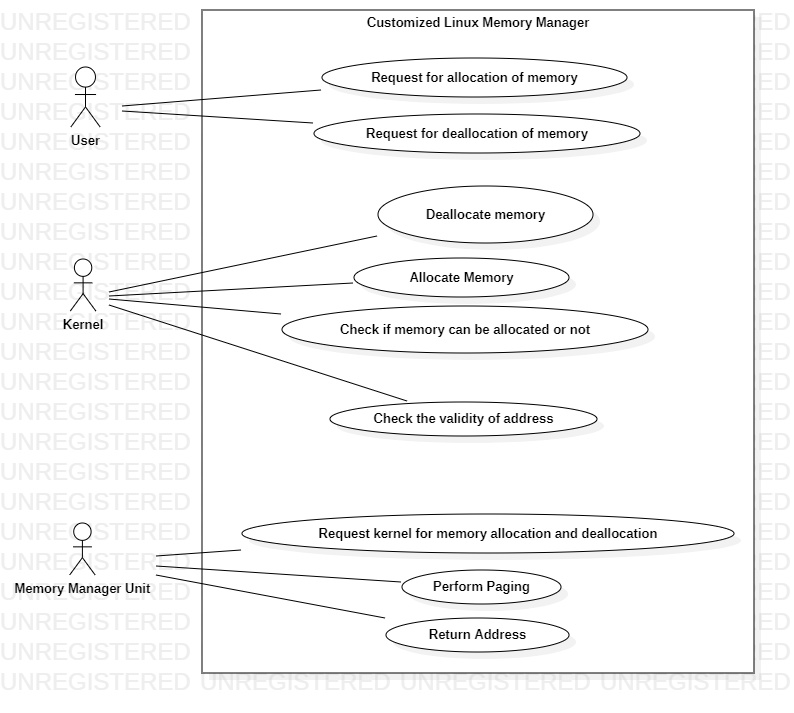 Customized Linux Memory Manager
Request for allocation of memory
Request for deallocation of memory
User
Deallocate memory
Allocate Memory
Kernel
Check if memory can be allocated or not
Check the validity of address
Request kernel for memory allocation and deallocation
Memory Manager Unit
Perform Paging
Return Address
UNREGISTERED UNREGISTERED UNREGISTERED UNREGISTERED